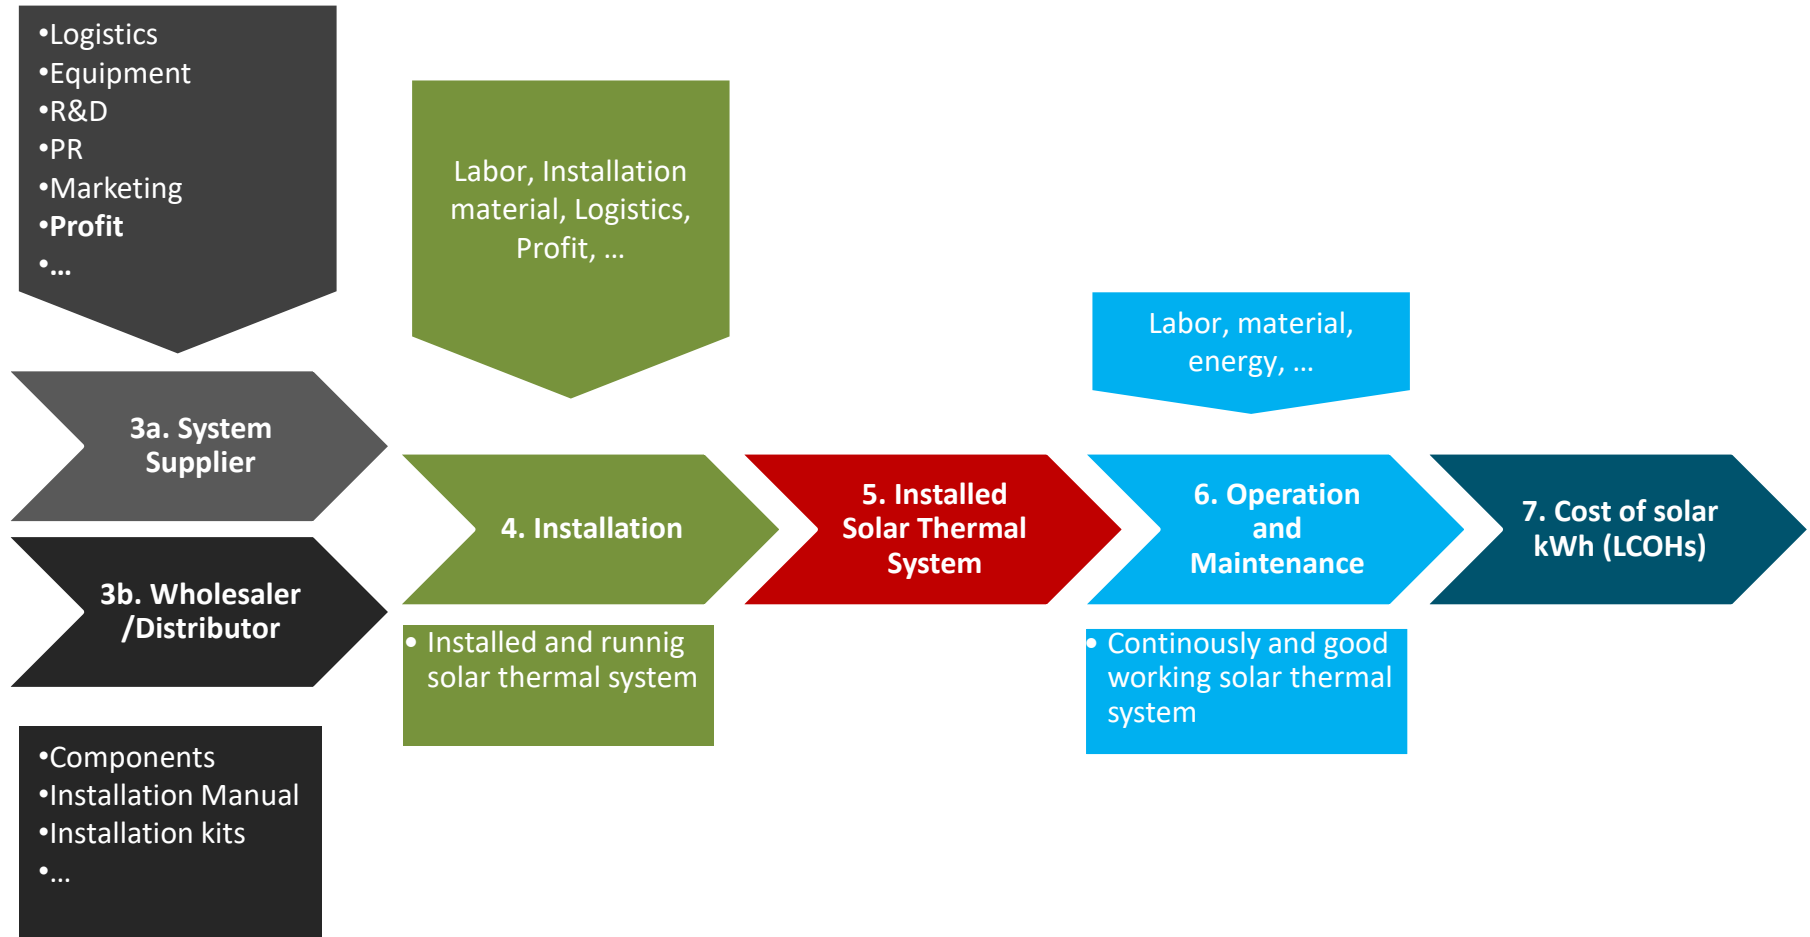 •Logistics
•Equipment
•R&D
•PR
•Marketing
•Profit
•...
3a. System
Supplier
3b. Wholesaler
/Distributor
•Components
•Installation Manual
•Installation kits
•...
Labor, Installation
material, Logistics,
Profit, ...
4. Installation
• Installed and runnig
solar thermal system
5. Installed
Solar Thermal
System
Labor, material,
energy, ...
6. Operation
and
Maintenance
• Continously and good
working solar thermal
system
7. Cost of solar
kWh (LCOHs)